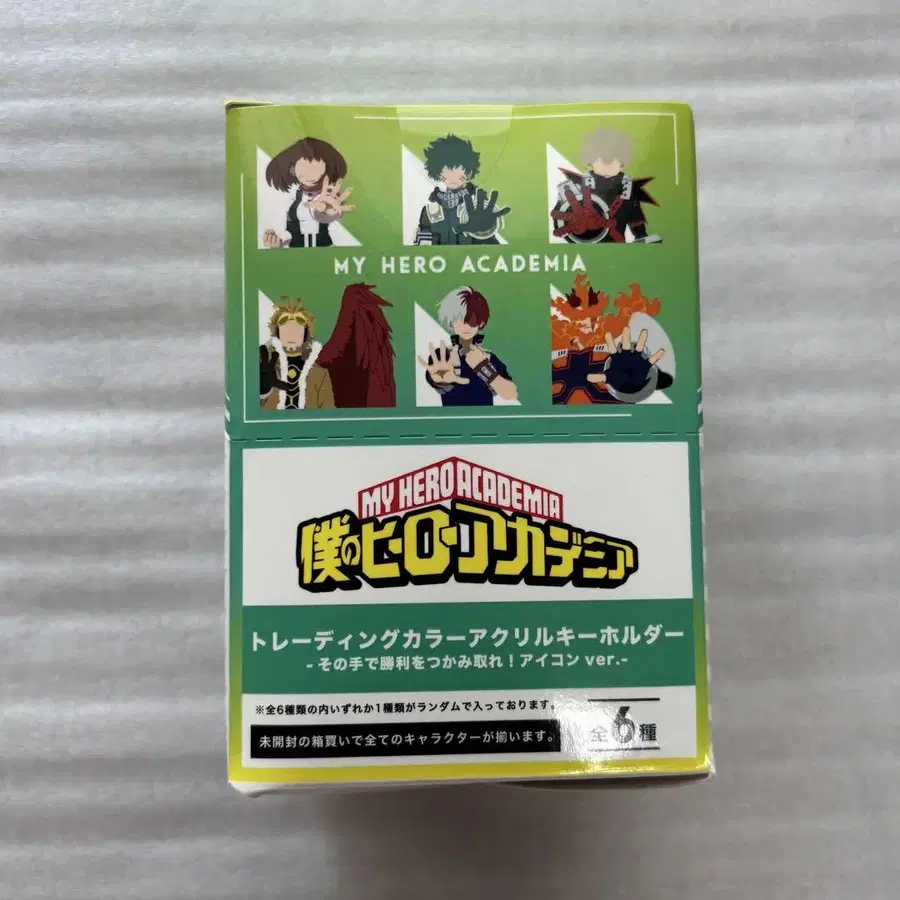 MY HERO ACADEMIA
MY HERO ACADEMIA
僕のヒーローアカデミア
トレーディングカラーアクリルキーホルダー
- その手で勝利をつかみ取れ！アイコン ver.-
※全6種類の内いずれか1種類がランダムで入っております。
未開封の箱買いで全てのキャラクターが揃います。
全6種